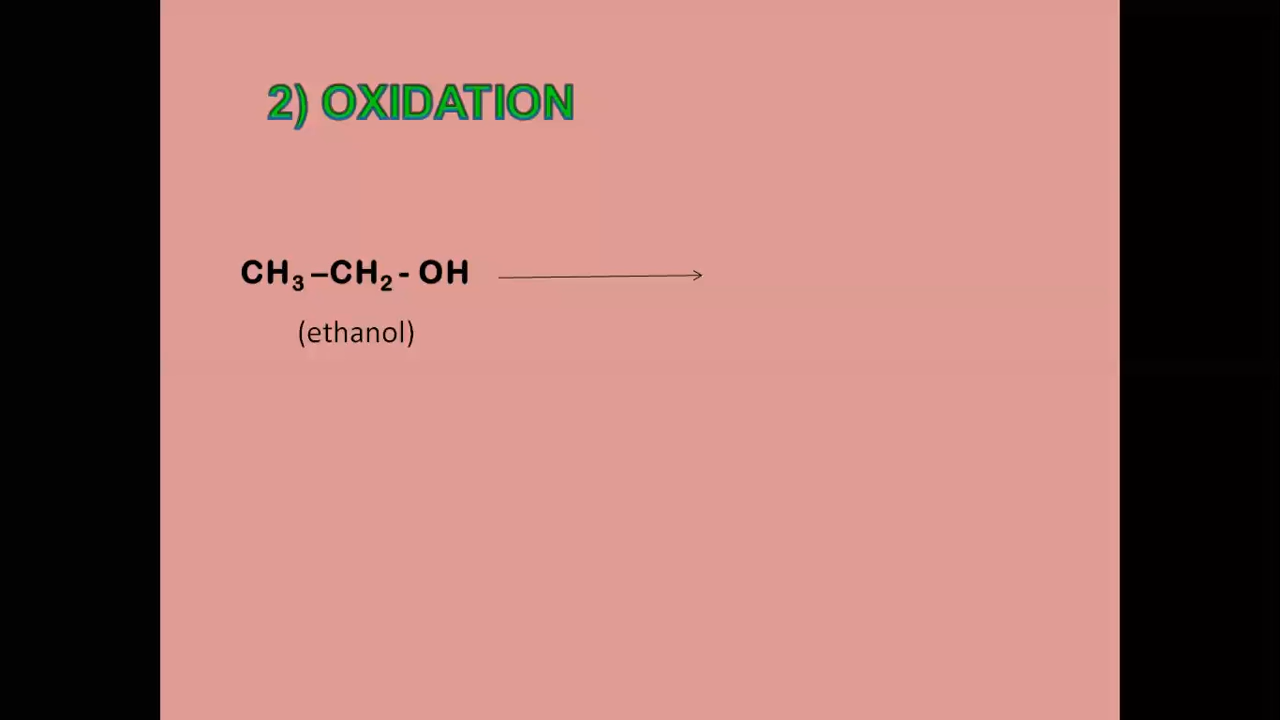 2) OXIDATION
CH₃ –CH₂ - OH
(ethanol)